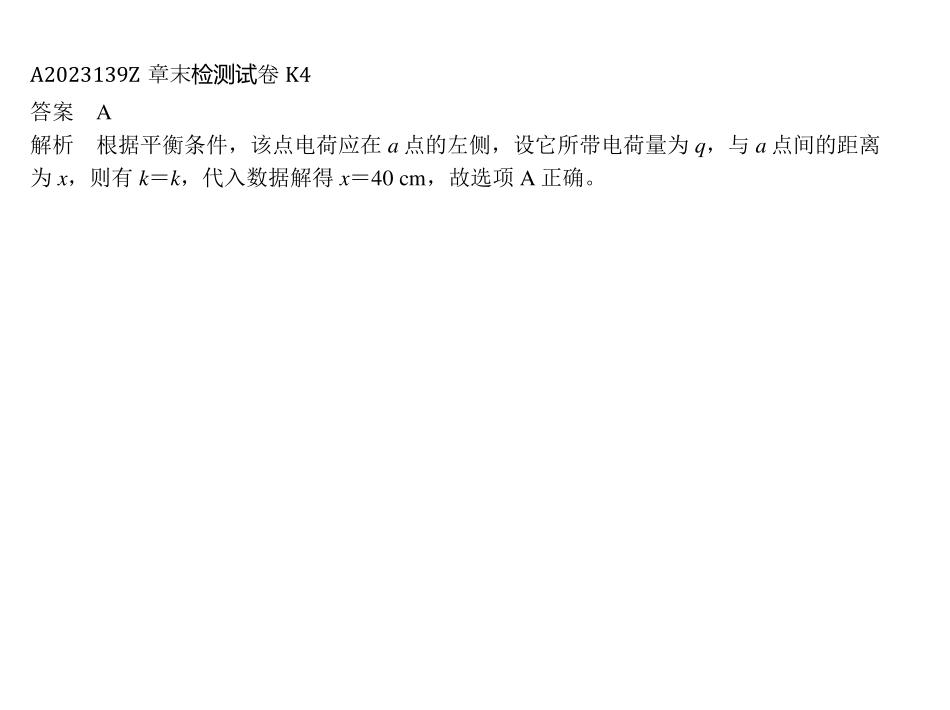 A2023139Z 章末检测试卷 K4
答案 A
解析 根据平衡条件，该点电荷应在 a 点的左侧，设它所带电荷量为 q，与 a 点间的距离
为 x，则有 k＝k，代入数据解得 x＝40 cm，故选项 A 正确。